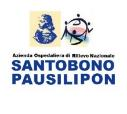 Azienda Ospedaliera di Rilievo Nazionale
SANTOBONO
PAUSILIPON